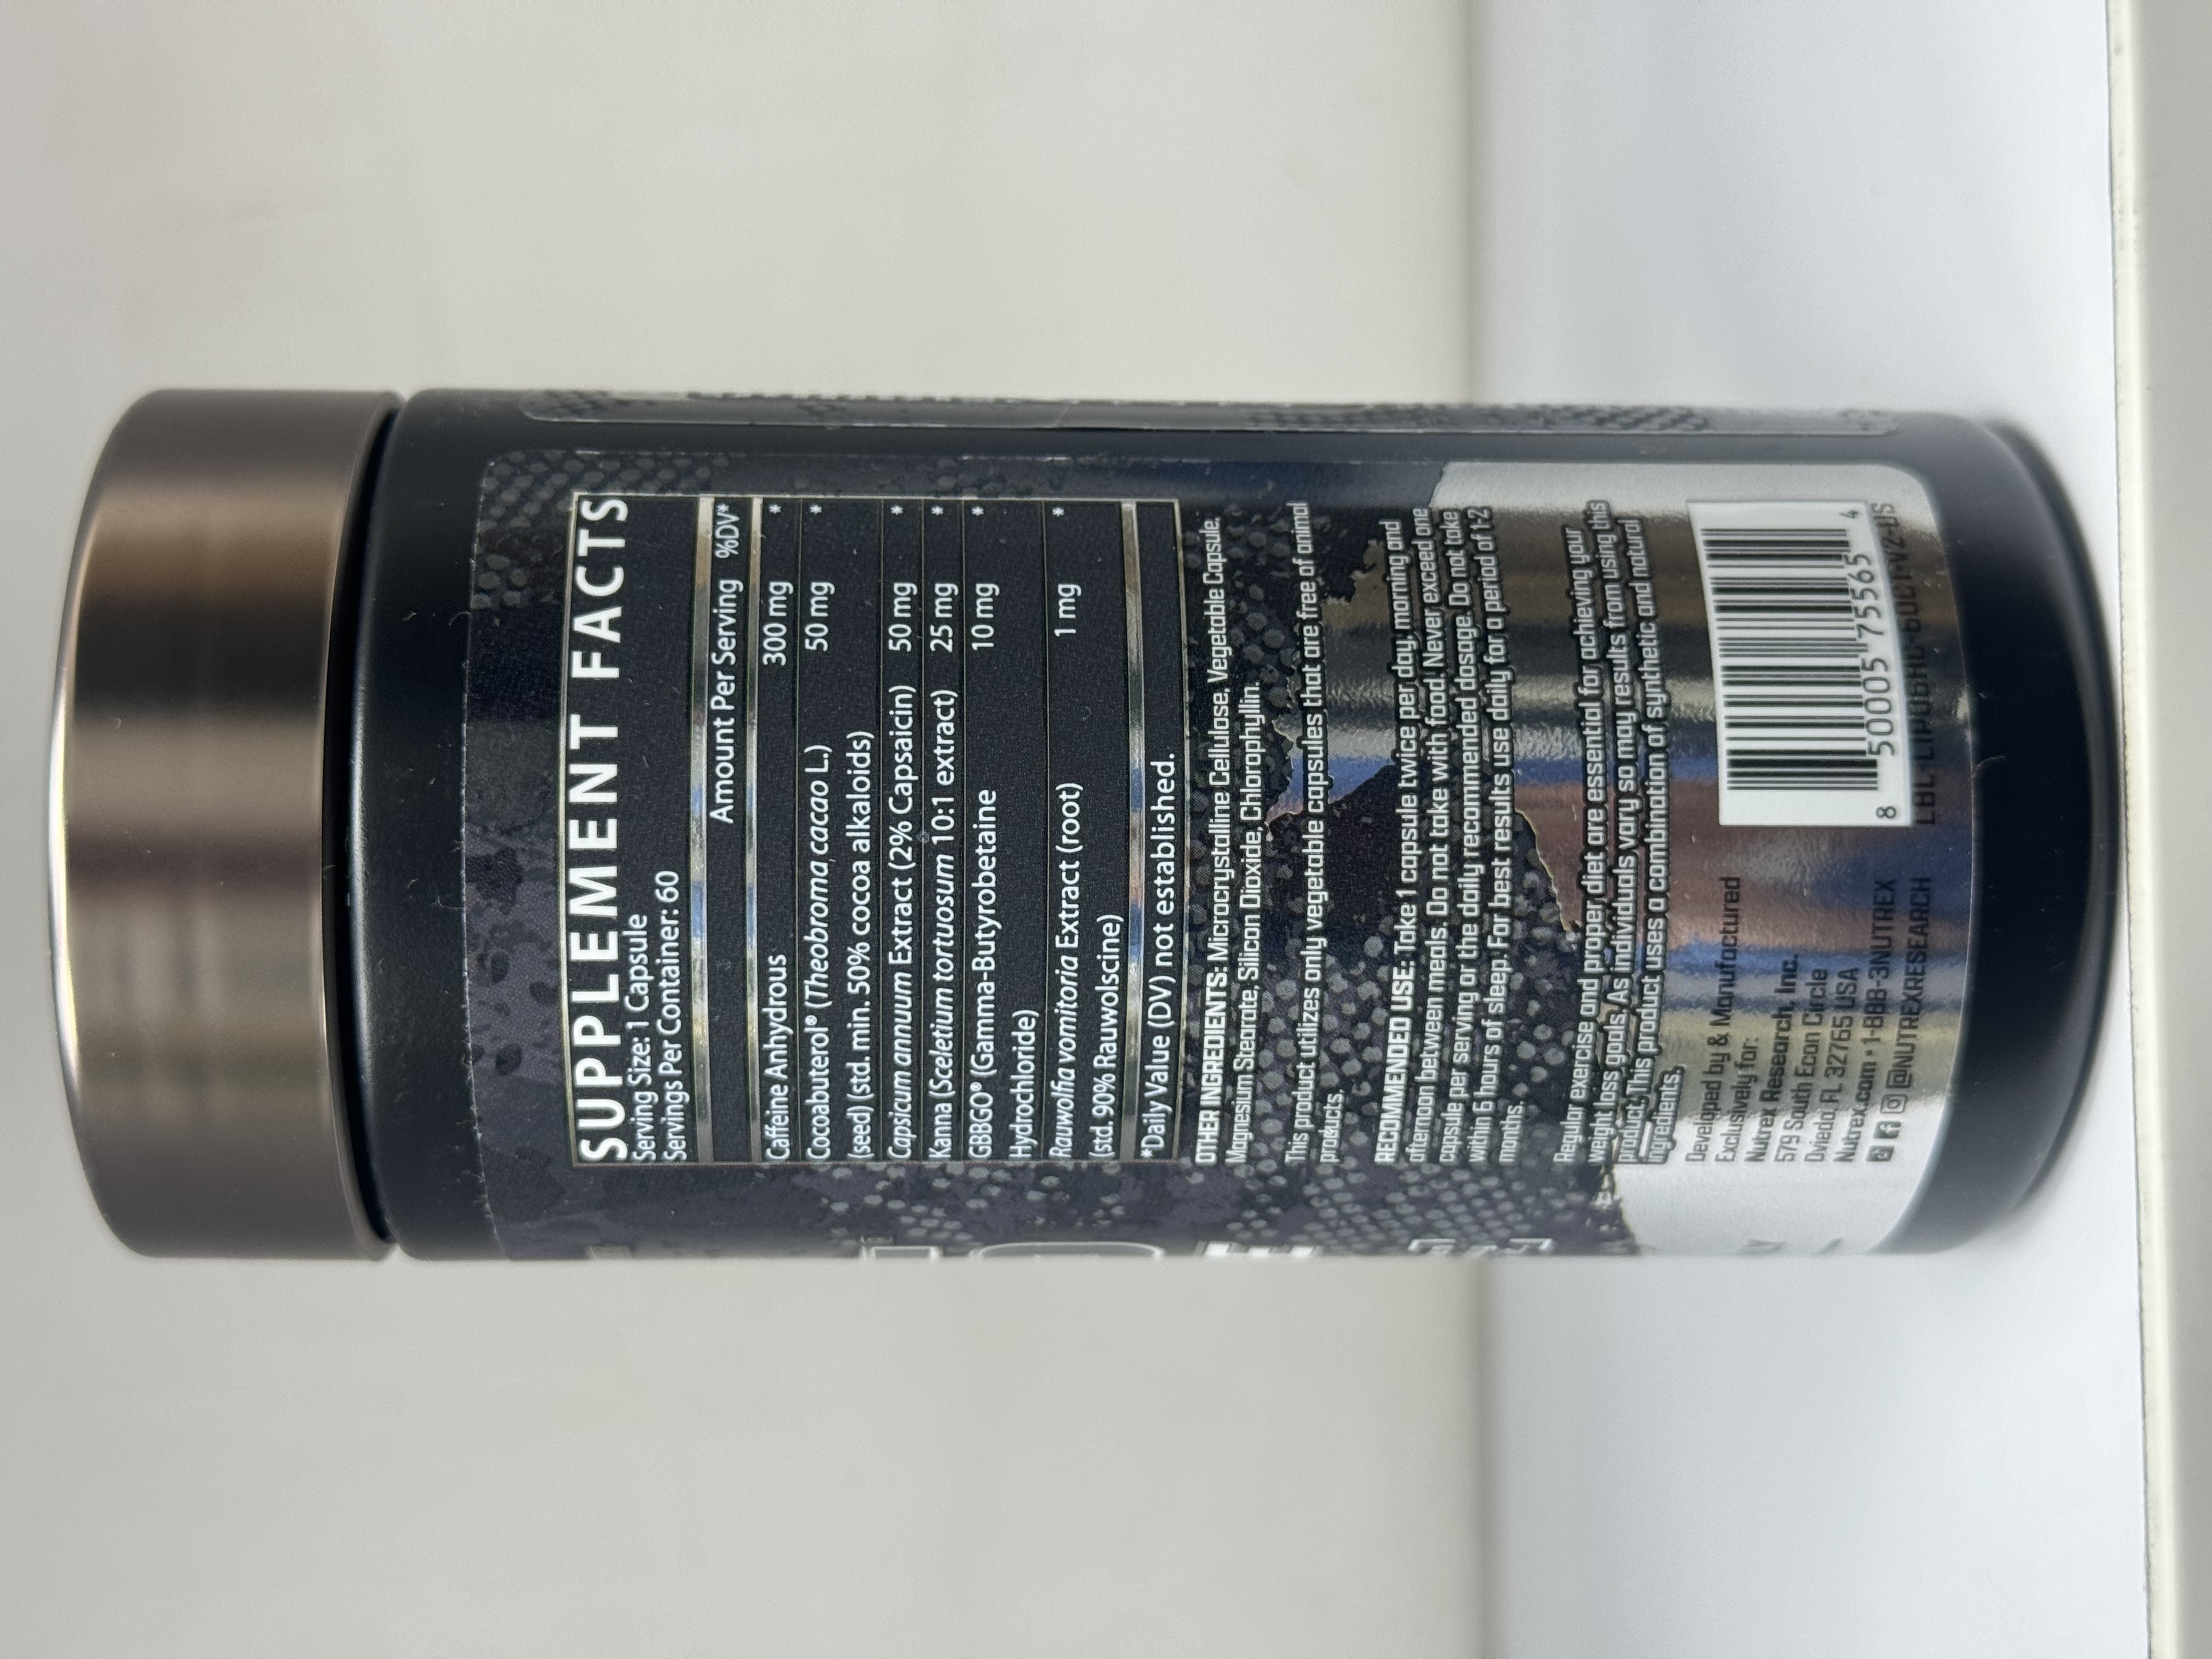 SUPPLEMENT FACTS
Serving Size: 1 Capsule
Servings Per Container: 60
Amount Per Serving %DV*
Caffeine Anhydrous 300 mg *
Cocoabuterol® (Theobroma cacao L.) 50 mg *
(seed) (std. min. 50% cocoa alkaloids)
Capsicum annum Extract (2% Capsaicin) 50 mg *
Kanna (Sceletium tortuosum 10:1 extract) 25 mg *
GBBGO® (Gamma-Butyrobetaine 10 mg *
Hydrochloride)
Rauwolfia vomitoria Extract (root) 1 mg *
(std. 90% Rauwolscine)
*Daily Value (DV) not established.
OTHER INGREDIENTS: Microcrystalline Cellulose, Vegetable Capsule,
Magnesium Stearate, Silicon Dioxide, Chlorophyllin.
This product utilizes only vegetable capsules that are free of animal
products.
RECOMMENDED USE: Take 1 capsule twice per day; morning and
afternoon between meals. Do not take with food. Never exceed one
capsule per serving or the daily recommended dosage. Do not take
within 6 hours of sleep. For best results use daily for a period of 1-2
months.
Regular exercise and proper diet are essential for achieving your
weight loss goals. As individuals vary so may results from using this
product. This product uses a combination of synthetic and natural
ingredients.
Developed by & Manufactured
Exclusively for:
Nutrex Research, Inc.
579 South Econ Circle
Oviedo, FL 32765 USA
Nutrex.com • 1-888-3NUTREX
@NUTREXRESEARCH
8 50005 75565 4